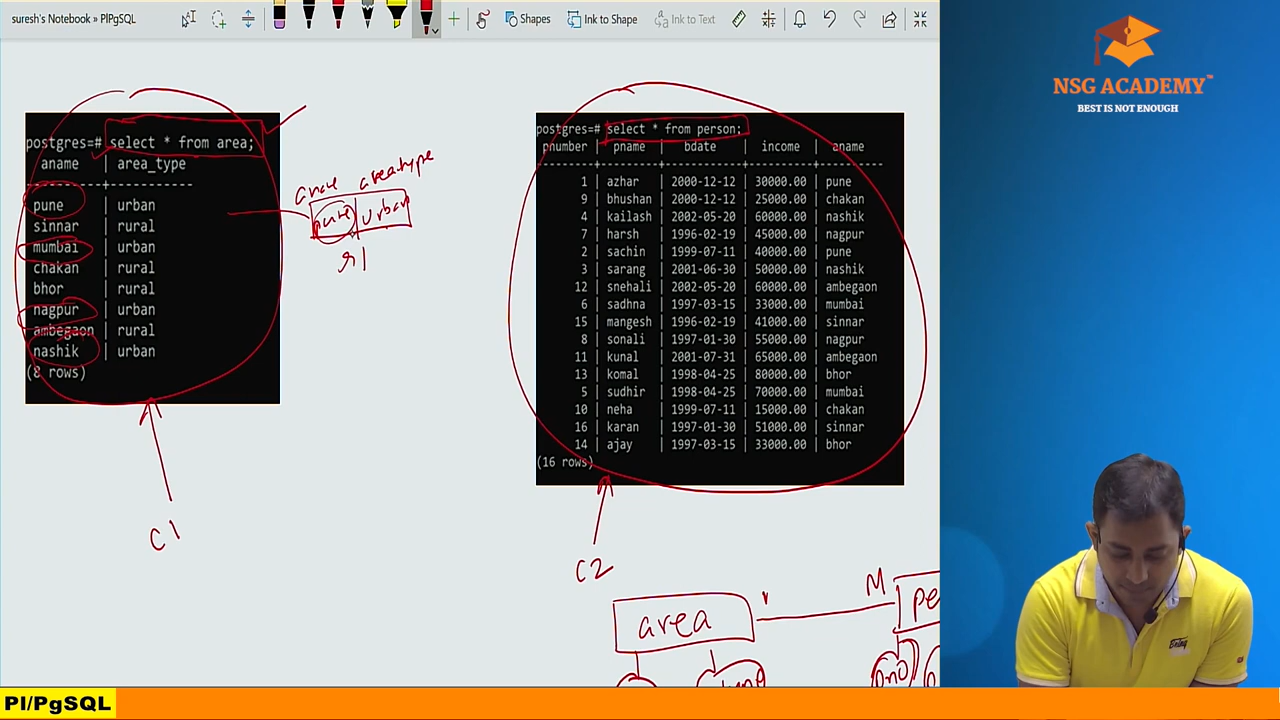 suresh's Notebook » PlPgSQL
Shapes
Ink to Shape
Ink to Text
postgres=# select * from area;
aname | area_type
----------+------------
pune | urban
sinnar | rural
mumbai | urban
chakan | rural
bhor | rural
nagpur | urban
ambegaon | rural
nashik | urban
(8 rows)
aname areatype
pune urban
r1
C1
postgres=# select * from person;
pnumber | pname | bdate | income | aname
---------+---------+------------+----------+----------
1 | azhar | 2000-12-12 | 30000.00 | pune
9 | bhushan | 2000-12-12 | 25000.00 | chakan
4 | kailash | 2002-05-20 | 60000.00 | nashik
7 | harsh | 1996-02-19 | 45000.00 | nagpur
2 | sachin | 1999-07-11 | 40000.00 | pune
3 | sarang | 2001-06-30 | 50000.00 | nashik
12 | snehali | 2002-05-20 | 60000.00 | ambegaon
6 | sadhna | 1997-03-15 | 33000.00 | mumbai
15 | mangesh | 1996-02-19 | 41000.00 | sinnar
8 | sonali | 1997-01-30 | 55000.00 | nagpur
11 | kunal | 2001-07-31 | 65000.00 | ambegaon
13 | komal | 1998-04-25 | 80000.00 | bhor
5 | sudhir | 1998-04-25 | 70000.00 | mumbai
10 | neha | 1999-07-11 | 15000.00 | chakan
16 | karan | 1997-01-30 | 51000.00 | sinnar
14 | ajay | 1997-03-15 | 33000.00 | bhor
(16 rows)
C2
area 1 M pe
pno
NSG ACADEMY™
BEST IS NOT ENOUGH
Being
Pl/PgSQL